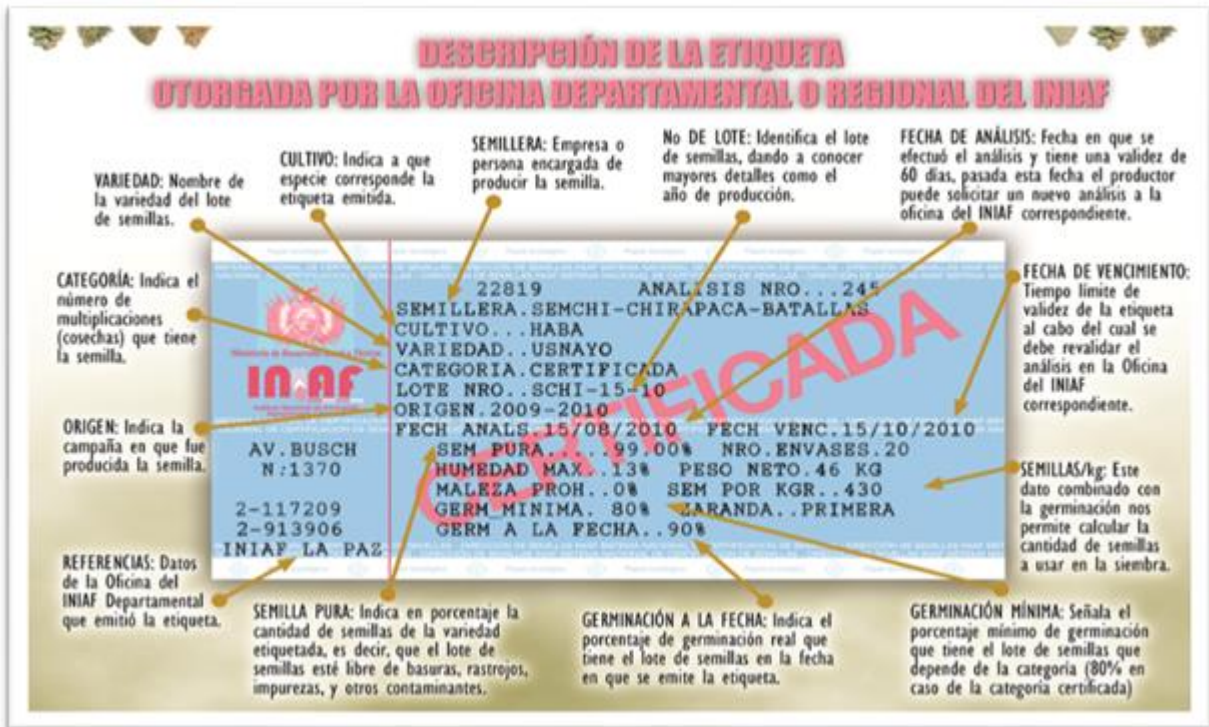 DESCRIPCIÓN DE LA ETIQUETA
OTORGADA POR LA OFICINA DEPARTAMENTAL O REGIONAL DEL INIAF
VARIEDAD: Nombre de
la variedad del lote
de semillas.
CULTIVO: Indica a que
especie corresponde la
etiqueta emitida.
SEMILLERA: Empresa o
persona encargada de
producir la semilla.
No DE LOTE: Identifica el lote
de semillas, dando a conocer
mayores detalles como el
año de producción.
FECHA DE ANÁLISIS: Fecha en que se
efectuó el análisis y tiene una validez de
60 días, pasada esta fecha el productor
puede solicitar un nuevo análisis a la
oficina del INIAF correspondiente.
CATEGORÍA: Indica el
número de
multiplicaciones
(cosechas) que tiene
la semilla.
ORIGEN: Indica la
campaña en que fue
producida la semilla.
REFERENCIAS: Datos
de la Oficina del
INIAF Departamental
que emitió la etiqueta.
INIAF
AV.BUSCH
N:1370
2-117209
2-913906
INIAF LA PAZ
22819 ANALISIS NRO...245
SEMILLERA.SEMCHI-CHIRAPACA-BATALLAS
CULTIVO...HABA
VARIEDAD..USNAYO
CATEGORIA.CERTIFICADA
LOTE NRO..SCHI-15-10
ORIGEN.2009-2010
FECH ANALS.15/08/2010 FECH VENC.15/10/2010
SEM PURA.....99.00% NRO.ENVASES.20
HUMEDAD MAX..13% PESO NETO.46 KG
MALEZA PROH..0% SEM POR KGR..430
GERM MINIMA. 80% ZARANDA..PRIMERA
GERM A LA FECHA..90%
CERTIFICADA
FECHA DE VENCIMIENTO:
Tiempo límite de
validez de la etiqueta
al cabo del cual se
debe revalidar el
análisis en la Oficina
del INIAF
correspondiente.
SEMILLAS/kg: Este
dato combinado con
la germinación nos
permite calcular la
cantidad de semillas
a usar en la siembra.
SEMILLA PURA: Indica en porcentaje la
cantidad de semillas de la variedad
etiquetada, es decir, que el lote de
semillas esté libre de basuras, rastrojos,
impurezas, y otros contaminantes.
GERMINACIÓN A LA FECHA: Indica el
porcentaje de germinación real que
tiene el lote de semillas en la fecha
en que se emite la etiqueta.
GERMINACIÓN MÍNIMA: Señala el
porcentaje mínimo de germinación
que tiene el lote de semillas que
depende de la categoría (80% en
caso de la categoría certificada)